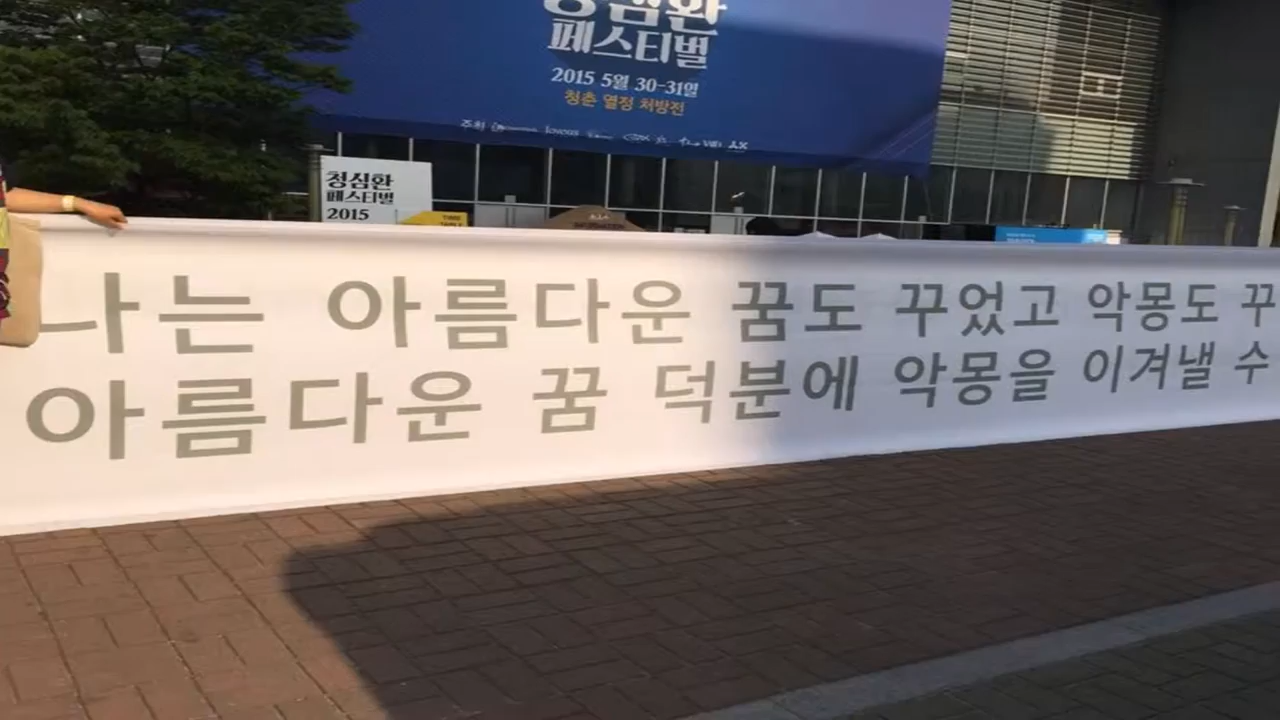 청심환
페스티벌
2015 5월 30-31일
청춘 열정 처방전
주최
청심환
페스티벌
2015
나는 아름다운 꿈도 꾸었고 악몽도 꾸
아름다운 꿈 덕분에 악몽을 이겨낼 수